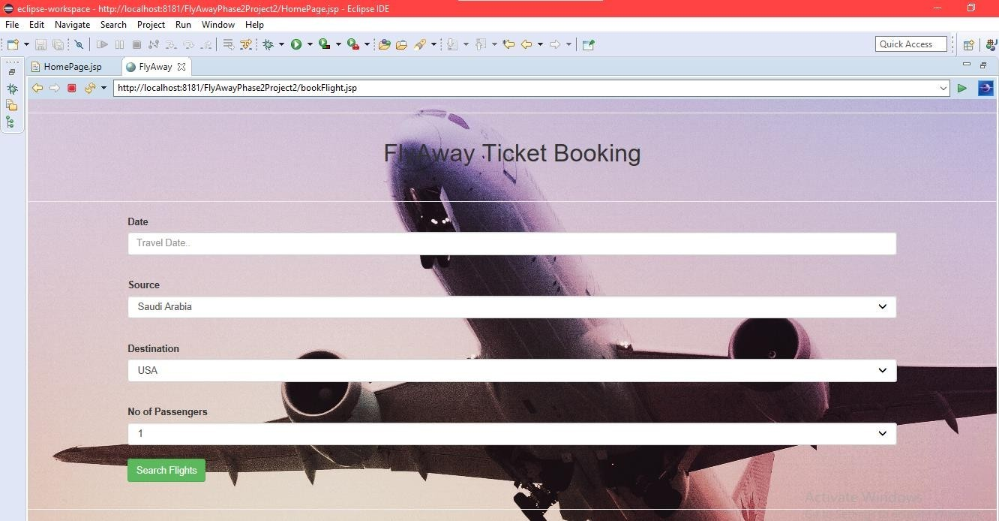 eclipse-workspace - http://localhost:8181/FlyAwayPhase2Project2/HomePage.jsp - Eclipse IDE
File Edit Navigate Search Project Run Window Help
Quick Access
HomePage.jsp FlyAway
http://localhost:8181/FlyAwayPhase2Project2/bookFlight.jsp
FlyAway Ticket Booking
Date
Travel Date..
Source
Saudi Arabia
Destination
USA
No of Passengers
1
Search Flights
Activate Windows